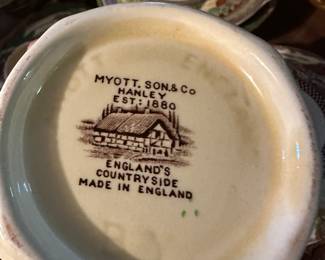 MYOTT, SON & Co
HANLEY
EST: 1880
ENGLAND'S
COUNTRYSIDE
MADE IN ENGLAND